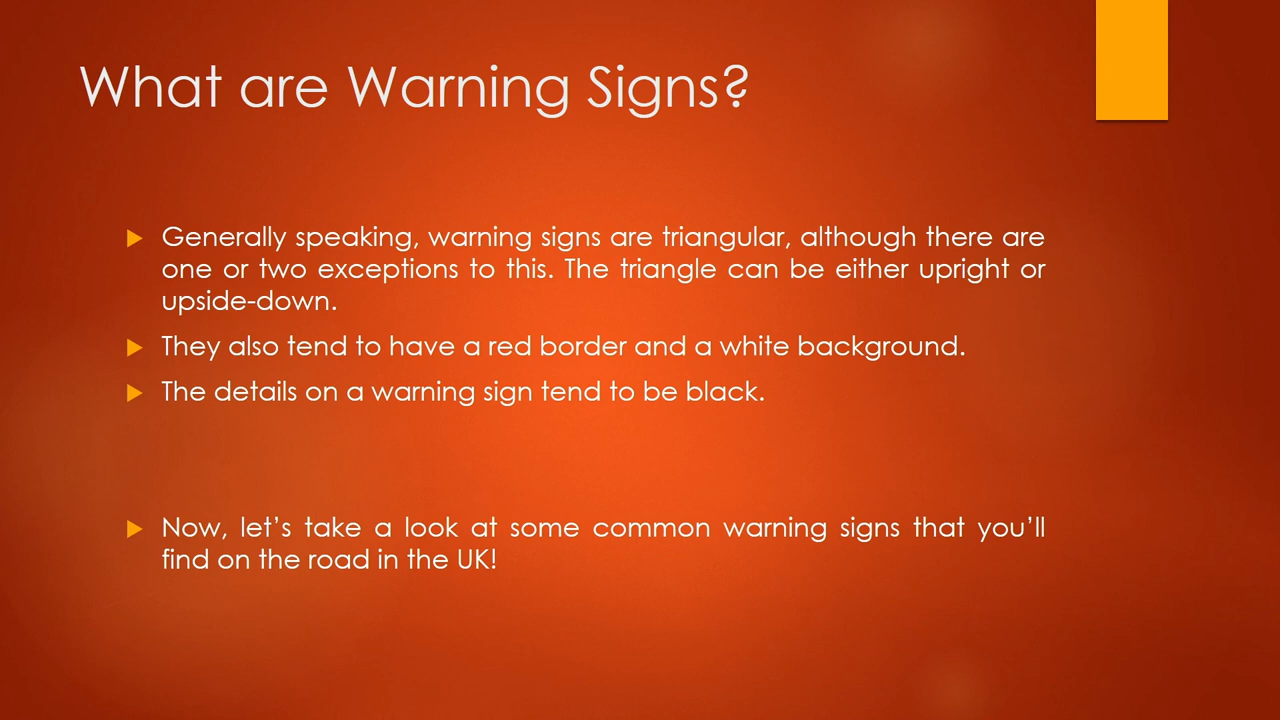 What are Warning Signs?
Generally speaking, warning signs are triangular, although there are
one or two exceptions to this. The triangle can be either upright or
upside-down.
They also tend to have a red border and a white background.
The details on a warning sign tend to be black.
Now, let’s take a look at some common warning signs that you’ll
find on the road in the UK!